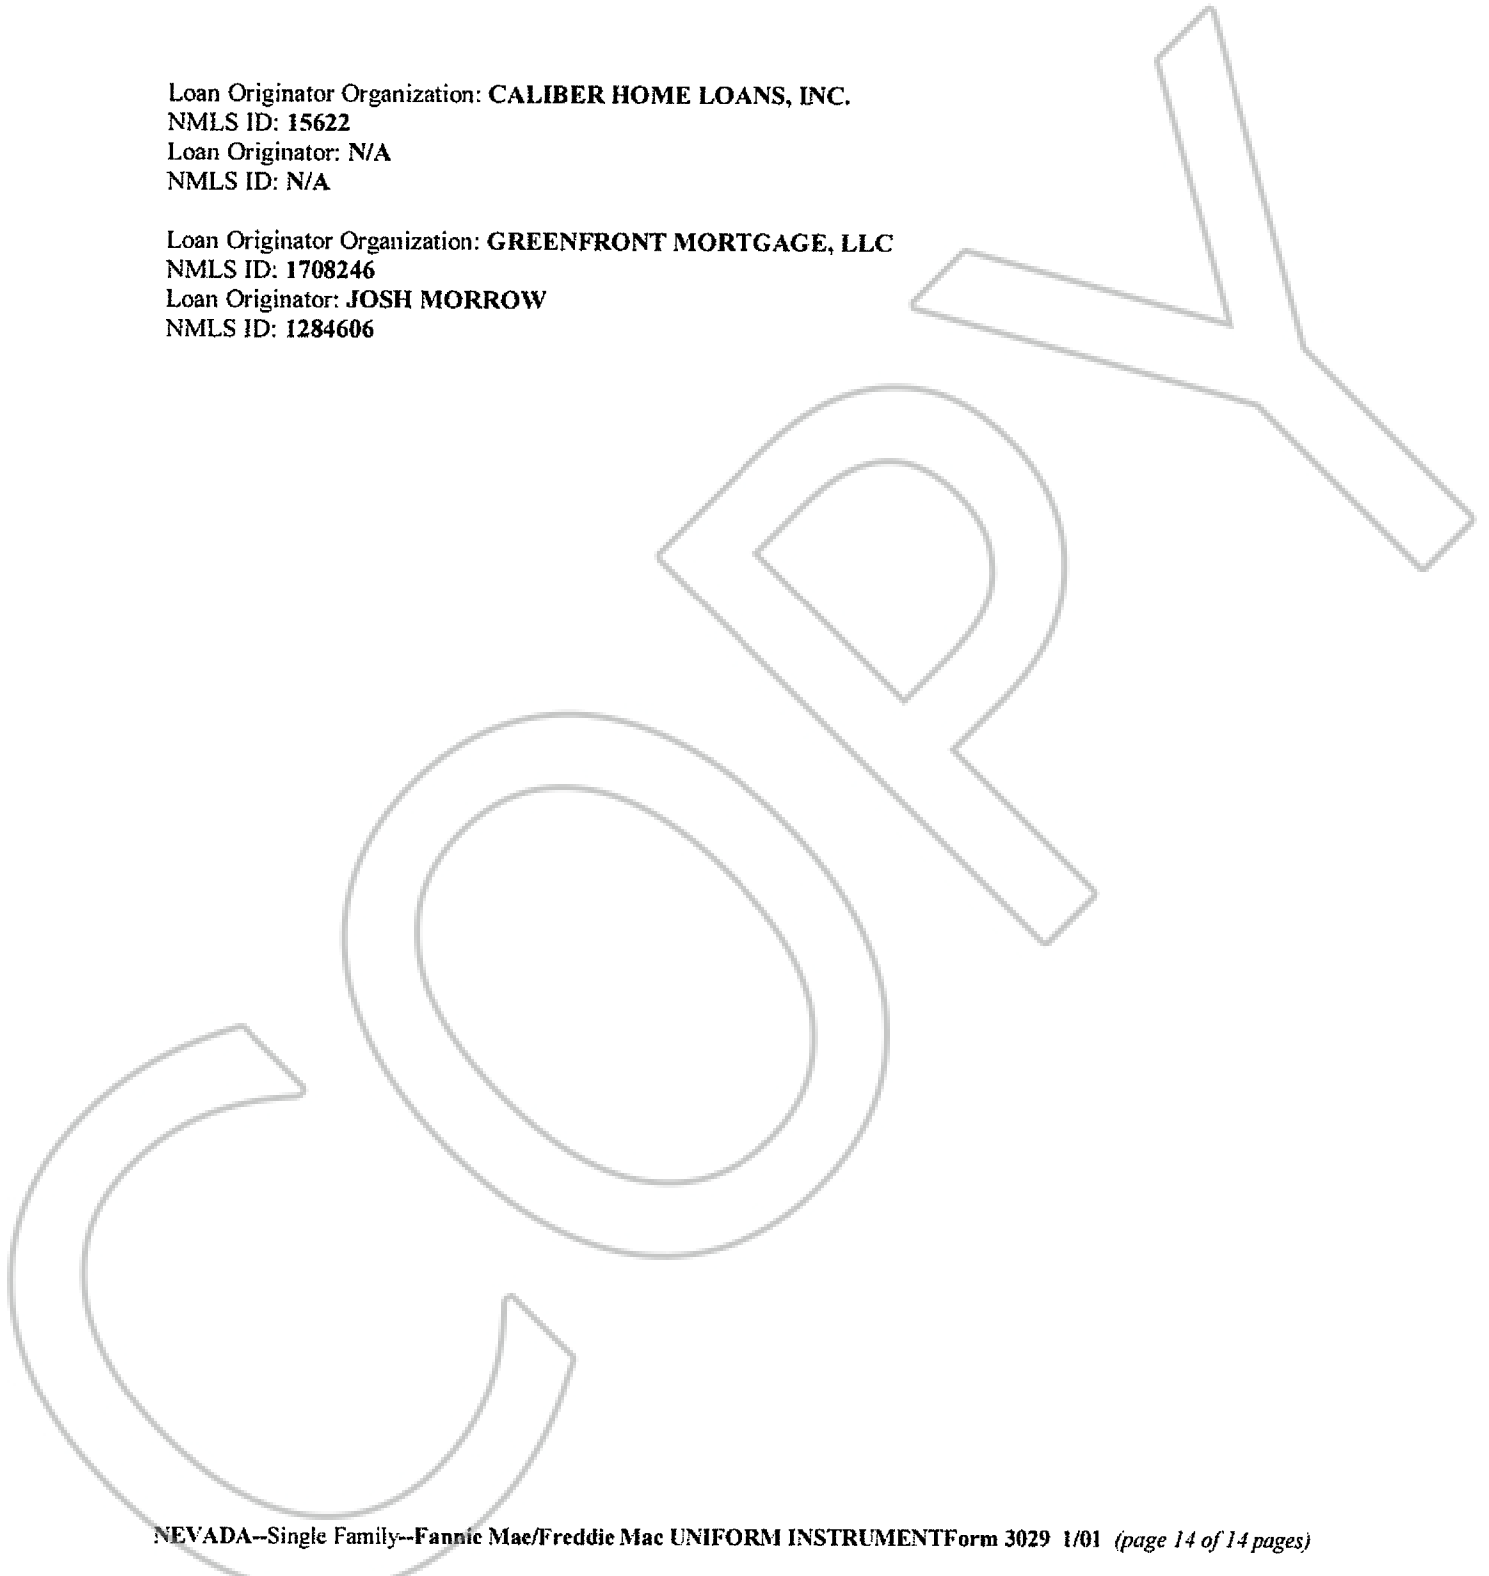 Loan Originator Organization: CALIBER HOME LOANS, INC.
NMLS ID: 15622
Loan Originator: N/A
NMLS ID: N/A
Loan Originator Organization: GREENFRONT MORTGAGE, LLC
NMLS ID: 1708246
Loan Originator: JOSH MORROW
NMLS ID: 1284606
COPY
NEVADA--Single Family--Fannie Mae/Freddie Mac UNIFORM INSTRUMENTForm 3029 1/01 (page 14 of 14 pages)